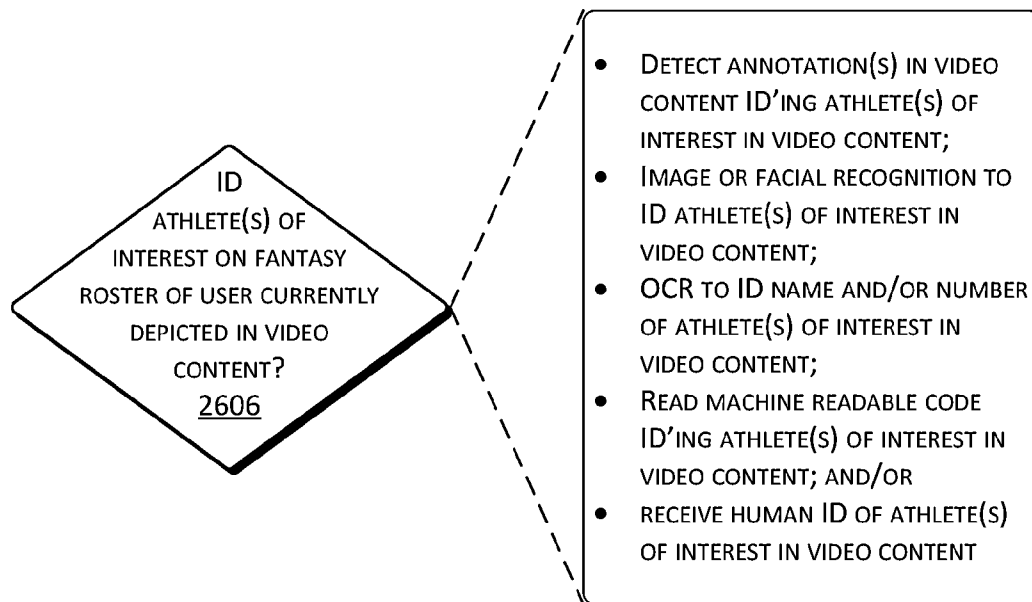 ID
ATHLETE(S) OF
INTEREST ON FANTASY
ROSTER OF USER CURRENTLY
DEPICTED IN VIDEO
CONTENT?
2606
• DETECT ANNOTATION(S) IN VIDEO
CONTENT ID'ING ATHLETE(S) OF
INTEREST IN VIDEO CONTENT;
• IMAGE OR FACIAL RECOGNITION TO
ID ATHLETE(S) OF INTEREST IN
VIDEO CONTENT;
• OCR TO ID NAME AND/OR NUMBER
OF ATHLETE(S) OF INTEREST IN
VIDEO CONTENT;
• READ MACHINE READABLE CODE
ID'ING ATHLETE(S) OF INTEREST IN
VIDEO CONTENT; AND/OR
• RECEIVE HUMAN ID OF ATHLETE(S)
OF INTEREST IN VIDEO CONTENT